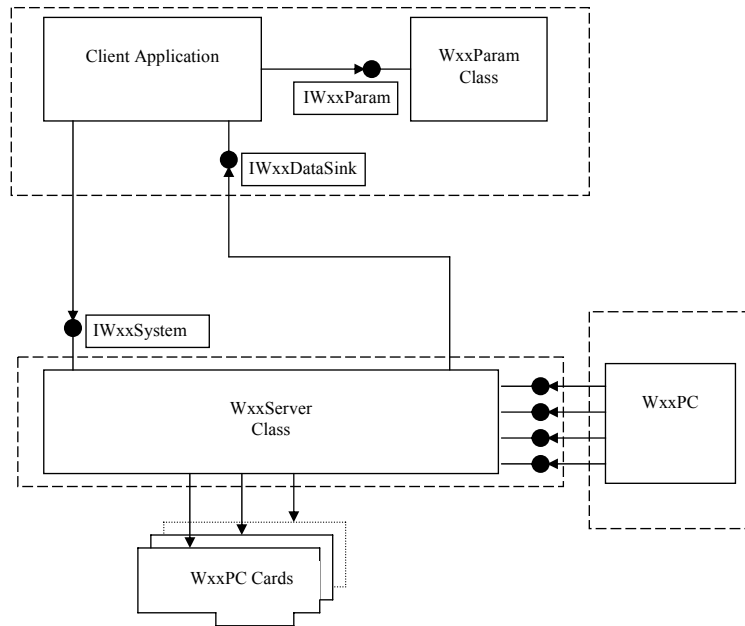 Client Application
WxxParam
Class
IWxxParam
IWxxDataSink
IWxxSystem
WxxServer
Class
WxxPC
WxxPC Cards